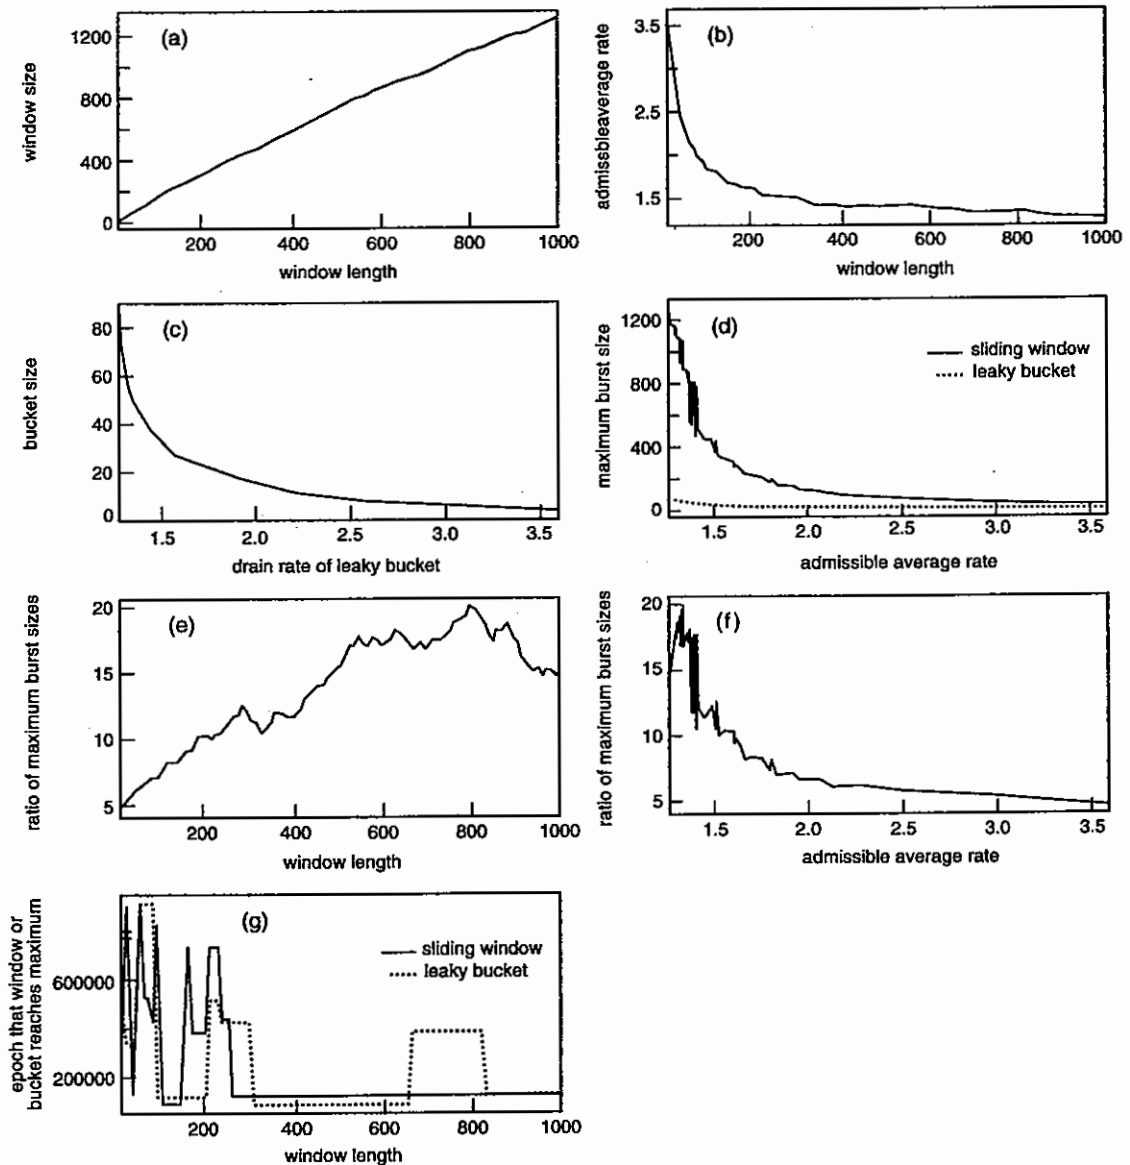 (a)
window size
1200
800
400
0
200 400 600 800 1000
window length
(b)
admissbleaverage rate
3.5
2.5
1.5
200 400 600 800 1000
window length
(c)
bucket size
80
60
40
20
0
1.5 2.0 2.5 3.0 3.5
drain rate of leaky bucket
(d)
maximum burst size
1200
800
400
0
sliding window
leaky bucket
1.5 2.0 2.5 3.0 3.5
admissible average rate
(e)
ratio of maximum burst sizes
20
15
10
5
200 400 600 800 1000
window length
(f)
ratio of maximum burst sizes
20
15
10
5
1.5 2.0 2.5 3.0 3.5
admissible average rate
(g)
epoch that window or
bucket reaches maximum
600000
200000
sliding window
leaky bucket
200 400 600 800 1000
window length